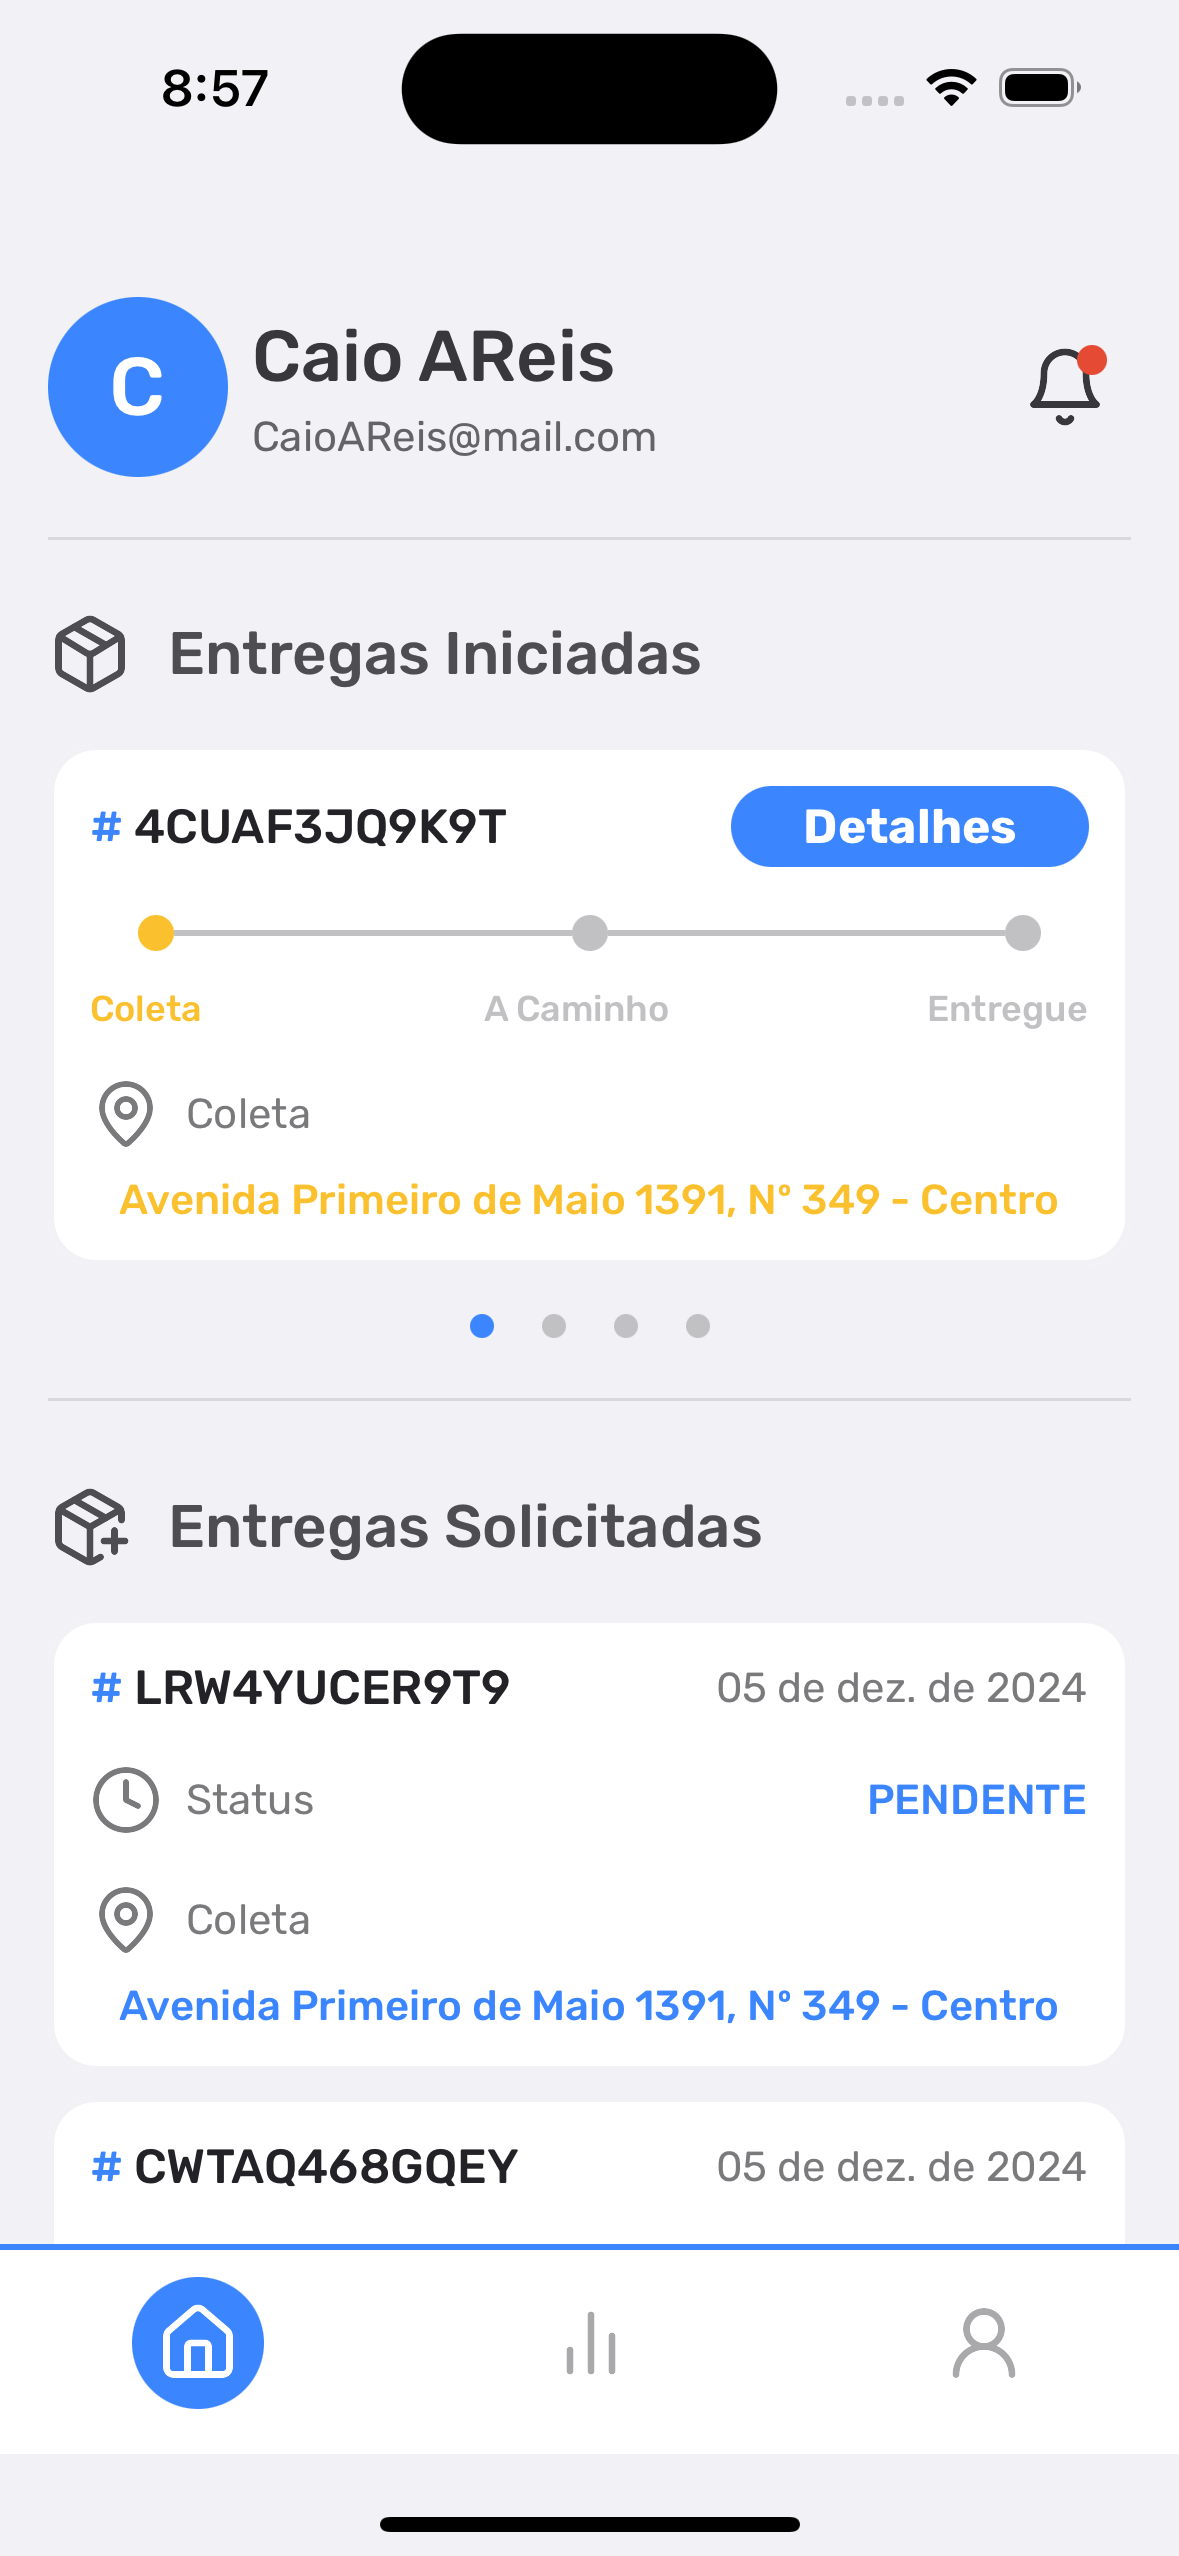 8:57
C
Caio AReis
CaioAReis@mail.com
Entregas Iniciadas
# 4CUAF3JQ9K9T
Detalhes
Coleta
A Caminho
Entregue
Coleta
Avenida Primeiro de Maio 1391, Nº 349 - Centro
Entregas Solicitadas
# LRW4YUCER9T9
05 de dez. de 2024
Status
PENDENTE
Coleta
Avenida Primeiro de Maio 1391, Nº 349 - Centro
# CWTAQ468GQEY
05 de dez. de 2024